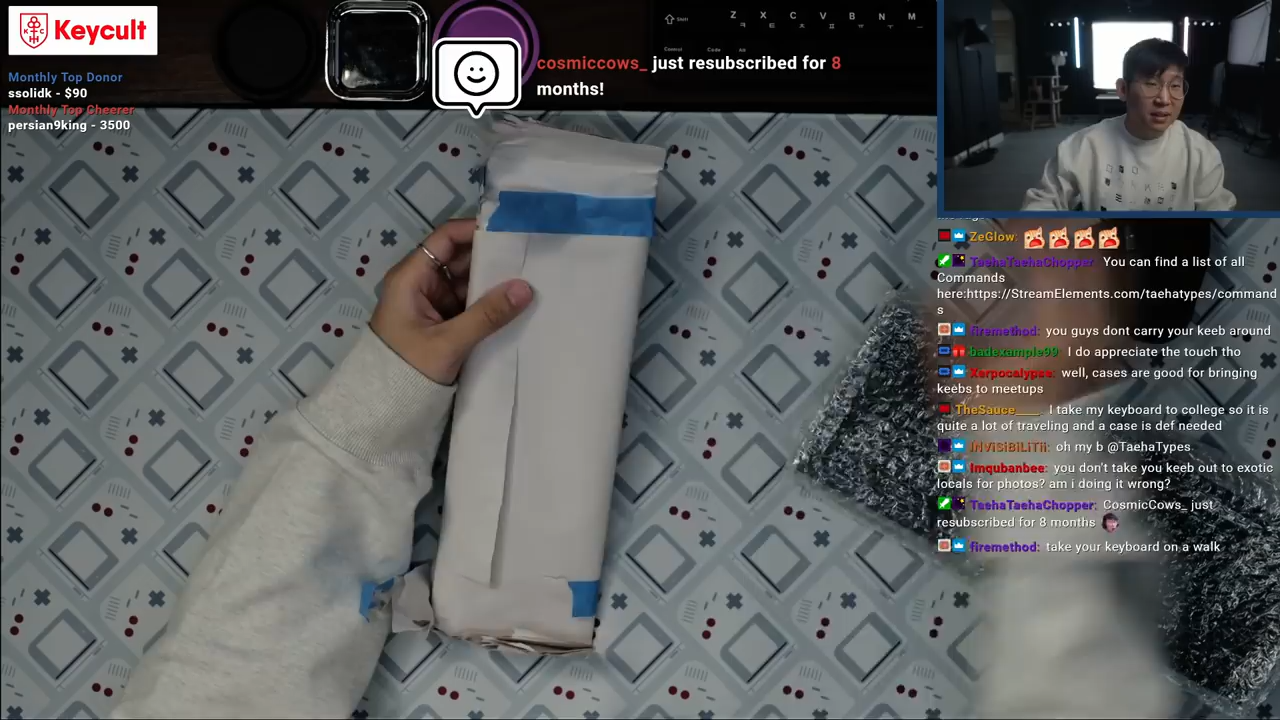 Keycult
Monthly Top Donor
ssolidk - $90
Monthly Top Cheerer
persian9king - 3500
cosmiccows_ just resubscribed for 8
months!
Shift
Z X C V B N M
Control
Alt
ZeGlow:
TaehaTaehaChopper: You can find a list of all
Commands
here:https://StreamElements.com/taehatypes/command
s
firemethod: you guys dont carry your keeb around
badexample99: I do appreciate the touch tho
Xerpocalypse: well, cases are good for bringing
keebs to meetups
TheSauce____: I take my keyboard to college so it is
quite a lot of traveling and a case is def needed
INViSiBiLiTii: oh my b @TaehaTypes
Imqubanbee: you don't take you keeb out to exotic
locals for photos? am i doing it wrong?
TaehaTaehaChopper: CosmicCows_ just
resubscribed for 8 months
firemethod: take your keyboard on a walk